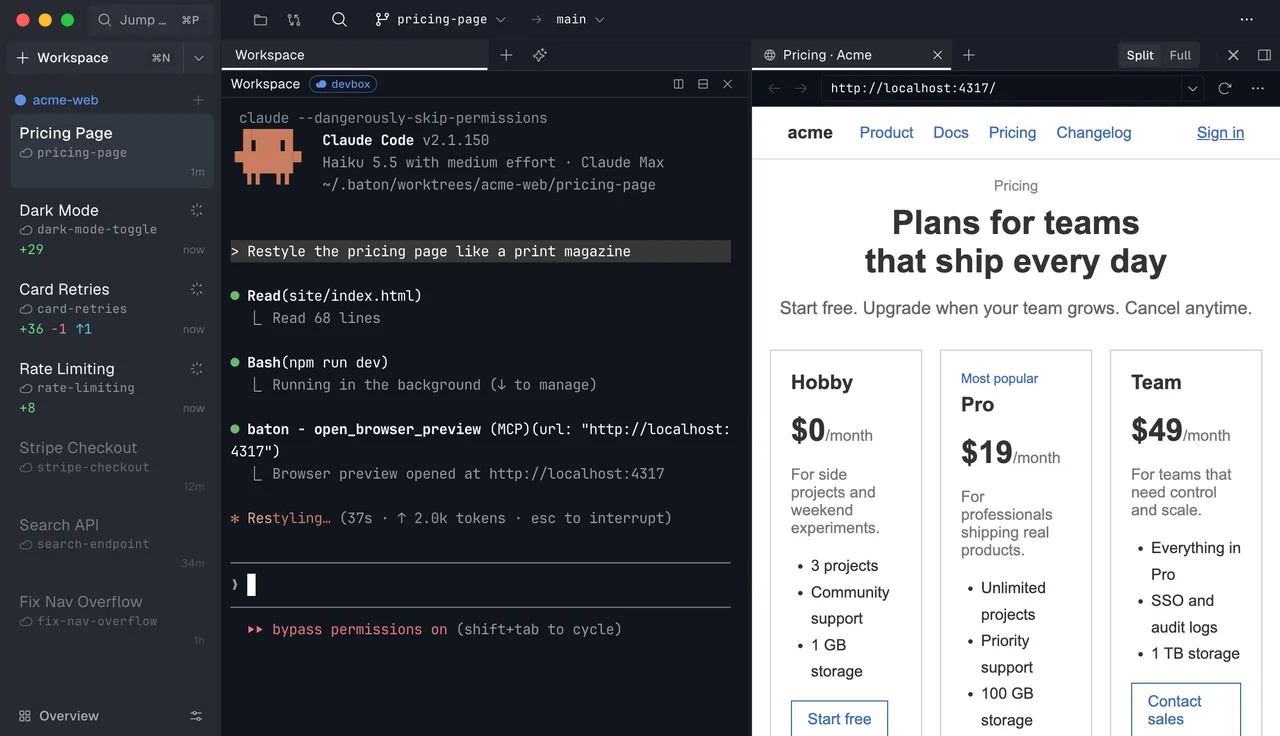 Jump … ⌘P
pricing-page → main
Workspace ⌘N
acme-web
Pricing Page
pricing-page
1m
Dark Mode
dark-mode-toggle
+29 now
Card Retries
card-retries
+36 -1 ↑1 now
Rate Limiting
rate-limiting
+8 now
Stripe Checkout
stripe-checkout
12m
Search API
search-endpoint
34m
Fix Nav Overflow
fix-nav-overflow
1h
Overview
Workspace
Workspace devbox
claude --dangerously-skip-permissions
Claude Code v2.1.150
Haiku 5.5 with medium effort · Claude Max
~/.baton/worktrees/acme-web/pricing-page
> Restyle the pricing page like a print magazine
● Read(site/index.html)
⎿ Read 68 lines
● Bash(npm run dev)
⎿ Running in the background (↓ to manage)
● baton - open_browser_preview (MCP)(url: "http://localhost:
4317")
⎿ Browser preview opened at http://localhost:4317
✻ Restyling… (37s · ↑ 2.0k tokens · esc to interrupt)
❯
⏵⏵ bypass permissions on (shift+tab to cycle)
Pricing · Acme
Split Full
http://localhost:4317/
acme Product Docs Pricing Changelog Sign in
Pricing
Plans for teams
that ship every day
Start free. Upgrade when your team grows. Cancel anytime.
Hobby
$0/month
For side
projects and
weekend
experiments.
• 3 projects
• Community
support
• 1 GB
storage
Start free
Most popular
Pro
$19/month
For
professionals
shipping real
products.
• Unlimited
projects
• Priority
support
• 100 GB
storage
Team
$49/month
For teams that
need control
and scale.
• Everything in
Pro
• SSO and
audit logs
• 1 TB storage
Contact
sales